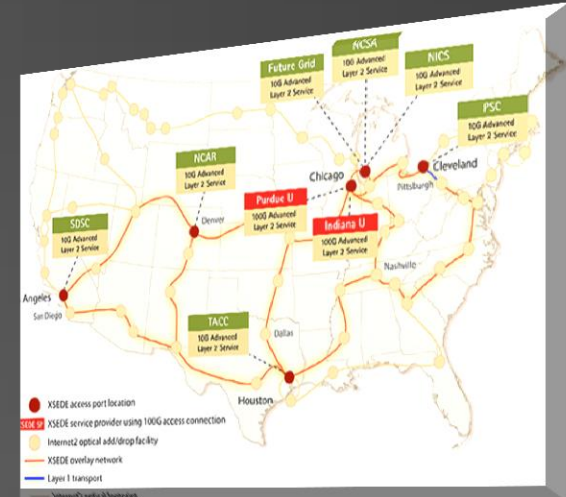 NCSA
10G Advanced
Layer 2 Service
Future Grid
10G Advanced
Layer 2 Service
NICS
10G Advanced
Layer 2 Service
PSC
10G Advanced
Layer 2 Service
NCAR
10G Advanced
Layer 2 Service
Chicago
Cleveland
Pittsburgh
Purdue U
100G Advanced
Layer 2 Service
Indiana U
100G Advanced
Layer 2 Service
SDSC
10G Advanced
Layer 2 Service
Denver
Nashville
Angeles
San Diego
TACC
10G Advanced
Layer 2 Service
Dallas
Houston
XSEDE access port location
SEDE SP XSEDE service provider using 100G access connection
Internet2 optical add/drop facility
XSEDE overlay network
Layer 1 transport